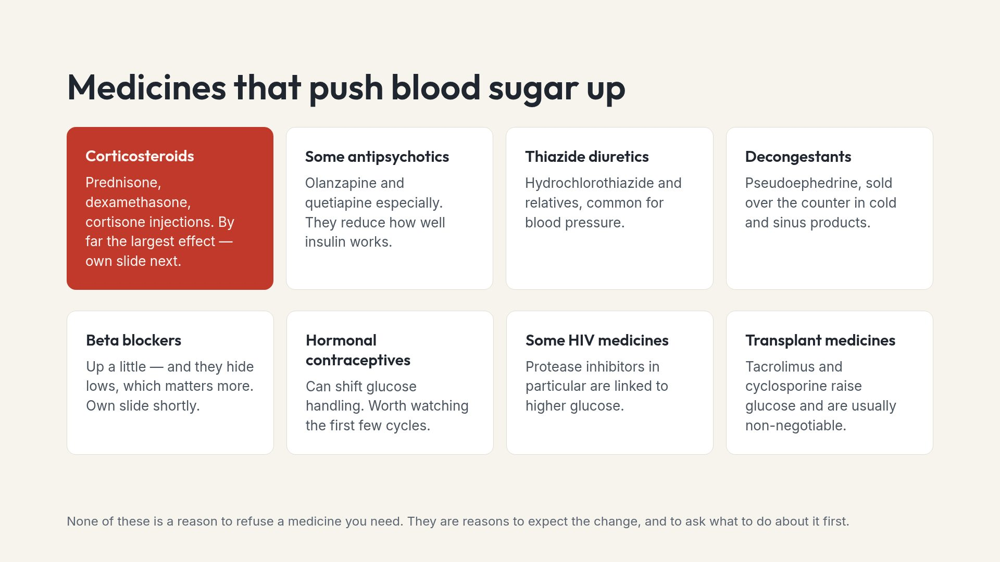 Medicines that push blood sugar up
Corticosteroids
Prednisone,
dexamethasone,
cortisone injections. By
far the largest effect —
own slide next.
Some antipsychotics
Olanzapine and
quetiapine especially.
They reduce how well
insulin works.
Thiazide diuretics
Hydrochlorothiazide and
relatives, common for
blood pressure.
Decongestants
Pseudoephedrine, sold
over the counter in cold
and sinus products.
Beta blockers
Up a little — and they hide
lows, which matters more.
Own slide shortly.
Hormonal
contraceptives
Can shift glucose
handling. Worth watching
the first few cycles.
Some HIV medicines
Protease inhibitors in
particular are linked to
higher glucose.
Transplant medicines
Tacrolimus and
cyclosporine raise
glucose and are usually
non-negotiable.
None of these is a reason to refuse a medicine you need. They are reasons to expect the change, and to ask what to do about it first.